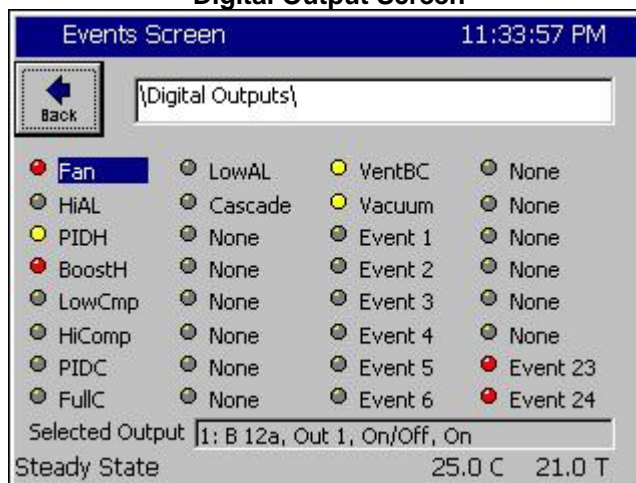 Digital Output Screen
Events Screen 11:33:57 PM
Back
\Digital Outputs\
Fan LowAL VentBC None
HiAL Cascade Vacuum None
PIDH None Event 1 None
BoostH None Event 2 None
LowCmp None Event 3 None
HiComp None Event 4 None
PIDC None Event 5 Event 23
FullC None Event 6 Event 24
Selected Output 1: B 12a, Out 1, On/Off, On
Steady State 25.0 C 21.0 T